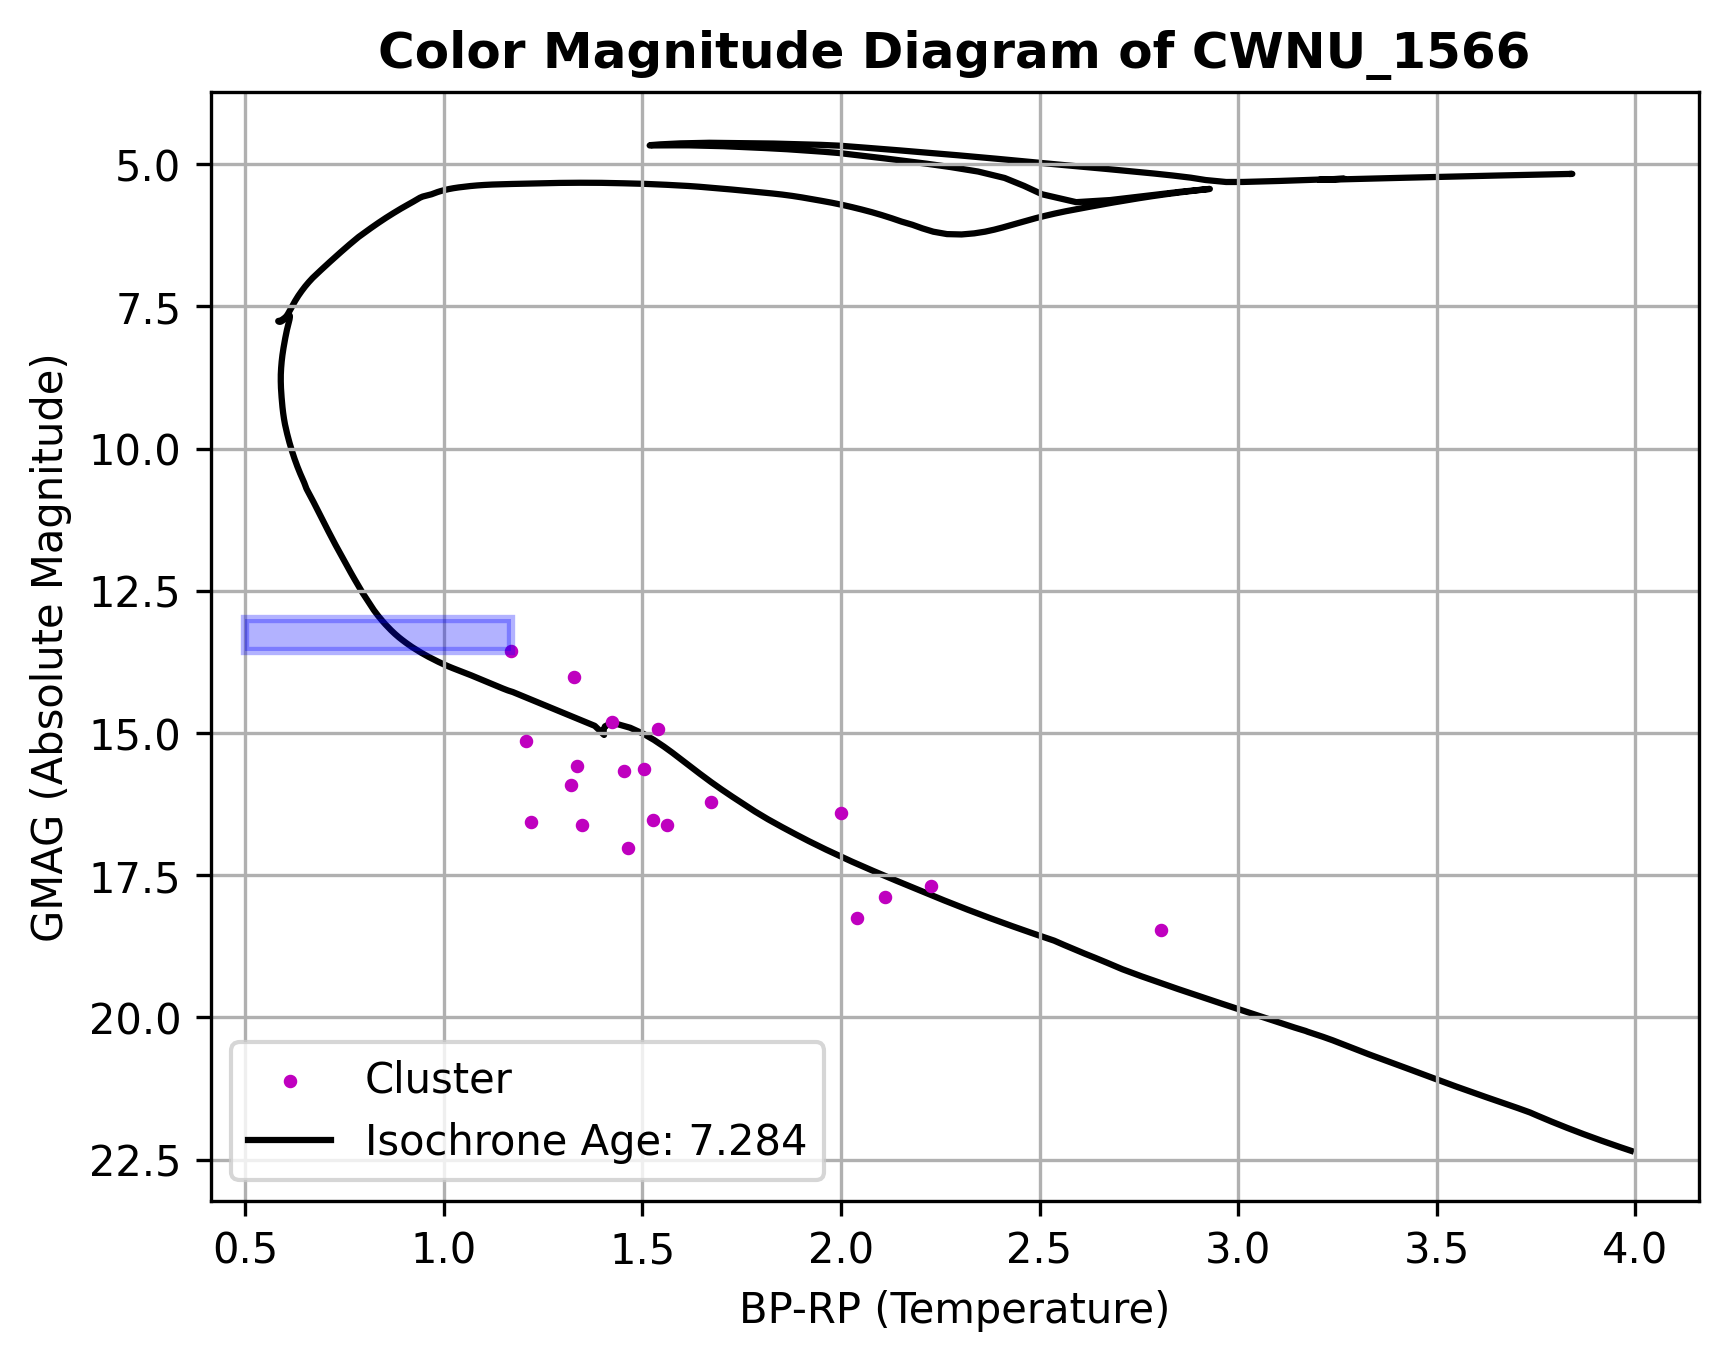 Color Magnitude Diagram of CWNU_1566
GMAG (Absolute Magnitude)
5.0
7.5
10.0
12.5
15.0
17.5
20.0
22.5
Cluster
Isochrone Age: 7.284
0.5 1.0 1.5 2.0 2.5 3.0 3.5 4.0
BP-RP (Temperature)